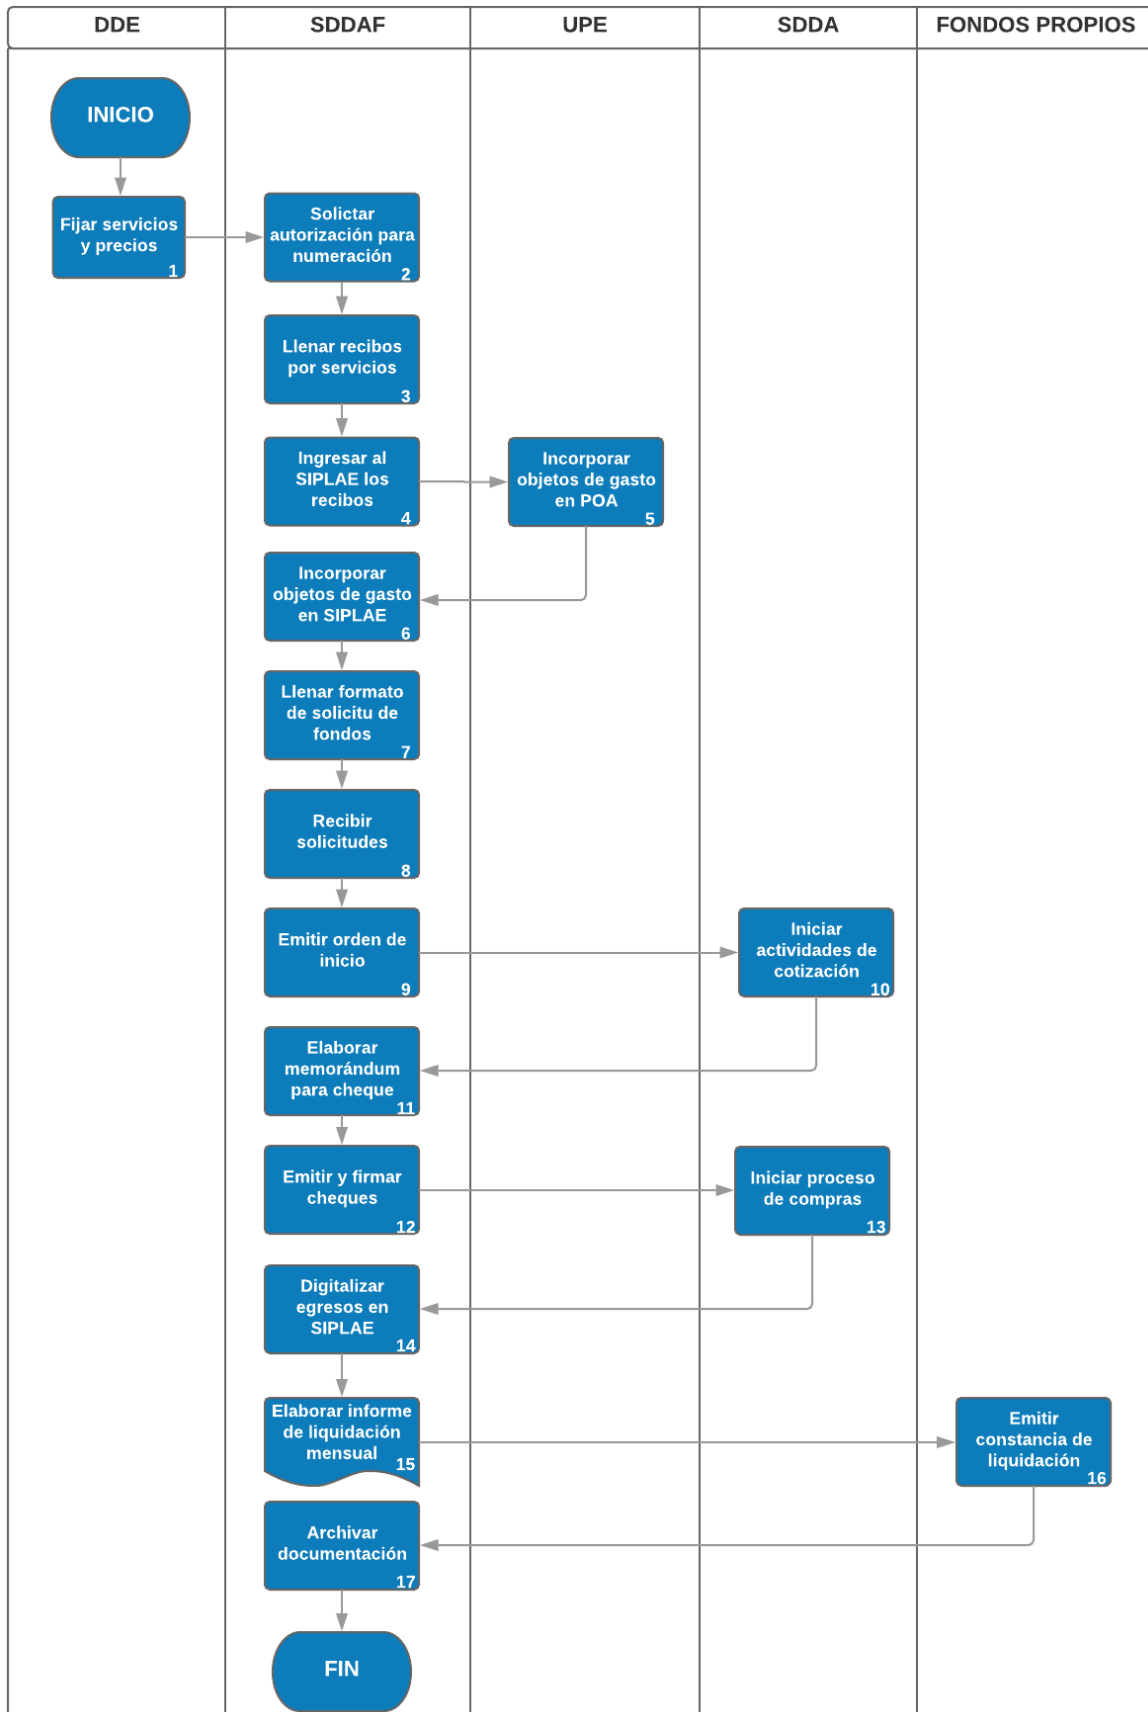 DDE
SDDAF
UPE
SDDA
FONDOS PROPIOS
INICIO
Fijar servicios
y precios
1
Solictar
autorización para
numeración
2
Llenar recibos
por servicios
3
Ingresar al
SIPLAE los
recibos
4
Incorporar
objetos de gasto
en POA
5
Incorporar
objetos de gasto
en SIPLAE
6
Llenar formato
de solicitu de
fondos
7
Recibir
solicitudes
8
Emitir orden de
inicio
9
Iniciar
actividades de
cotización
10
Elaborar
memorándum
para cheque
11
Emitir y firmar
cheques
12
Iniciar proceso
de compras
13
Digitalizar
egresos en
SIPLAE
14
Elaborar informe
de liquidación
mensual
15
Emitir
constancia de
liquidación
16
Archivar
documentación
17
FIN